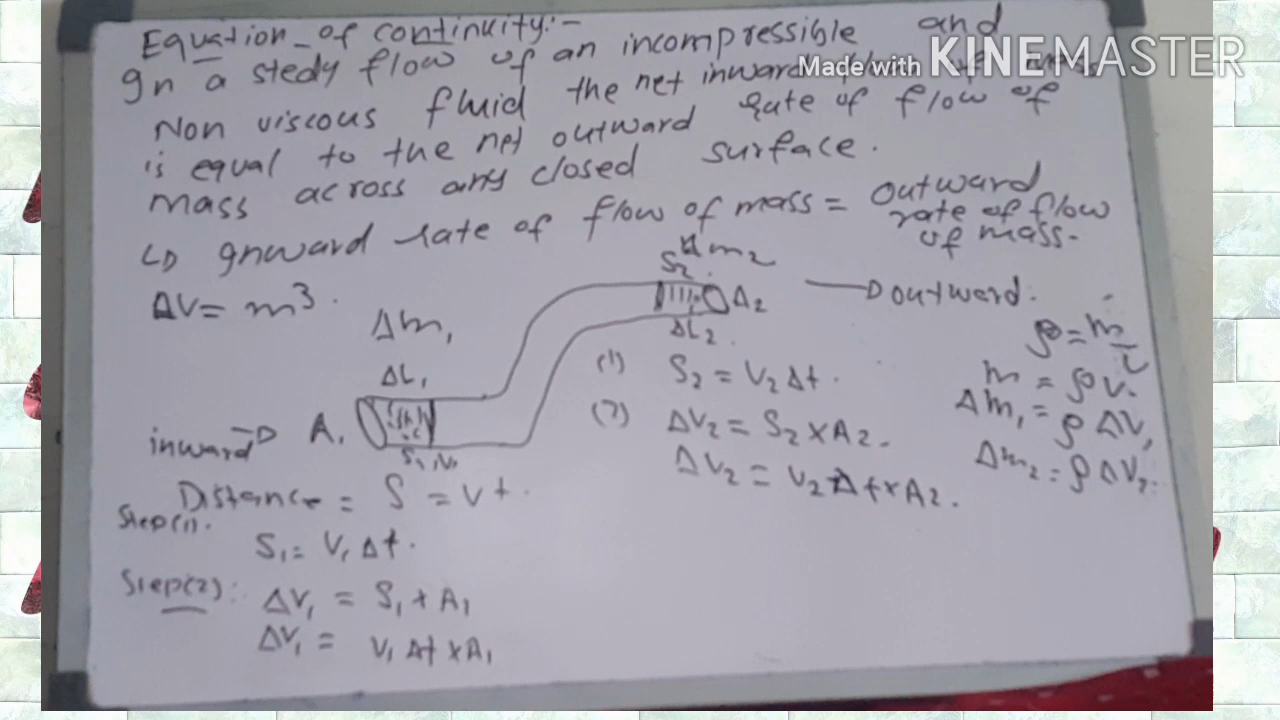 Equation of continuity:-
In a stedy flow of an incompressible and
Non viscous fluid the net inward
is equal to the net outward rate of flow of
mass across any closed surface.
↳ Inward rate of flow of mass = outward
rate of flow
of mass.
ΔV = m³.
Δm₁
ΔL₁
inward → A₁
S₁
S₂ Δm₂
A₂ → outward.
ΔL₂
Distance = S = vt.
Step(1).
S₁ = V₁ Δt.
Step(2):
ΔV₁ = S₁ × A₁
ΔV₁ = V₁ Δt × A₁
(1) S₂ = V₂ Δt.
(2) ΔV₂ = S₂ × A₂.
ΔV₂ = V₂ Δt × A₂.
m = ρV.
Δm₁ = ρ ΔV₁
Δm₂ = ρ ΔV₂.
Made with KINEMASTER